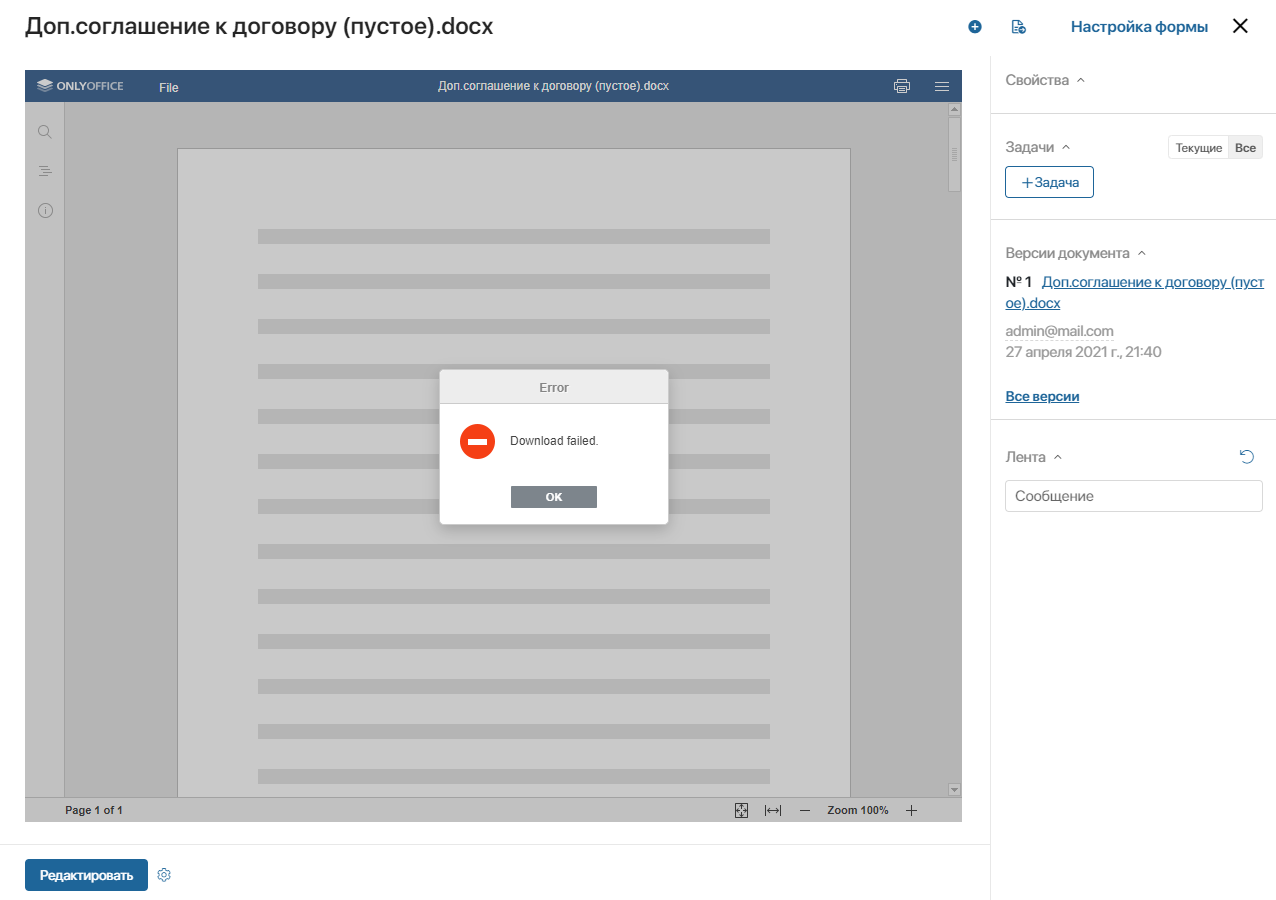 Доп.соглашение к договору (пустое).docx
Настройка формы
ONLYOFFICE
File
Доп.соглашение к договору (пустое).docx
Error
Download failed.
OK
Page 1 of 1
Zoom 100%
Редактировать
Свойства
Задачи
Текущие
Все
+Задача
Версии документа
№ 1 Доп.соглашение к договору (пуст
ое).docx
admin@mail.com
27 апреля 2021 г., 21:40
Все версии
Лента
Сообщение